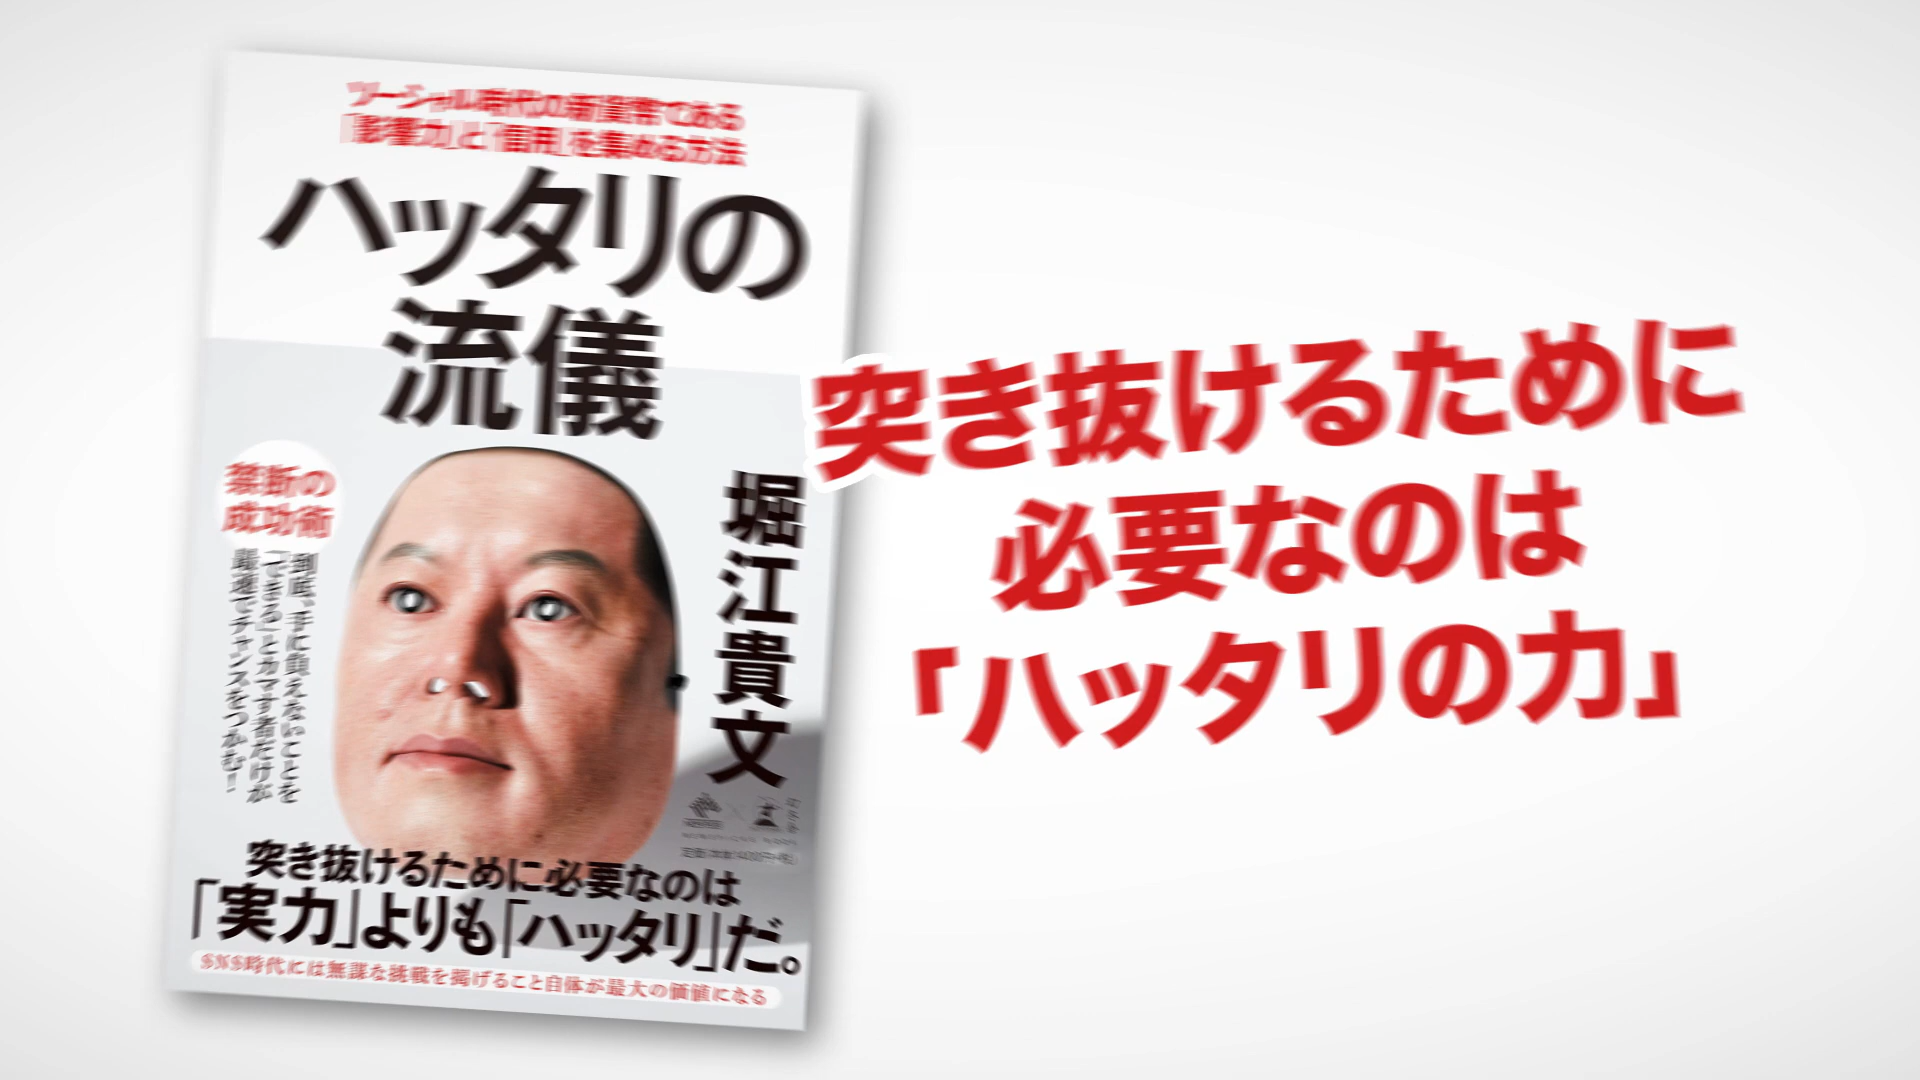 ソーシャル時代の新貨幣である
「影響力」と「信用」を集める方法
ハッタリの
流儀
堀江貴文
禁断の
成功術
到底、手に負えないことを
「できる」とカマす者だけが
最速でチャンスをつかむ!
突き抜けるために必要なのは
「実力」よりも「ハッタリ」だ。
SNS時代には無謀な挑戦を掲げること自体が最大の価値になる
突き抜けるために
必要なのは
「ハッタリの力」